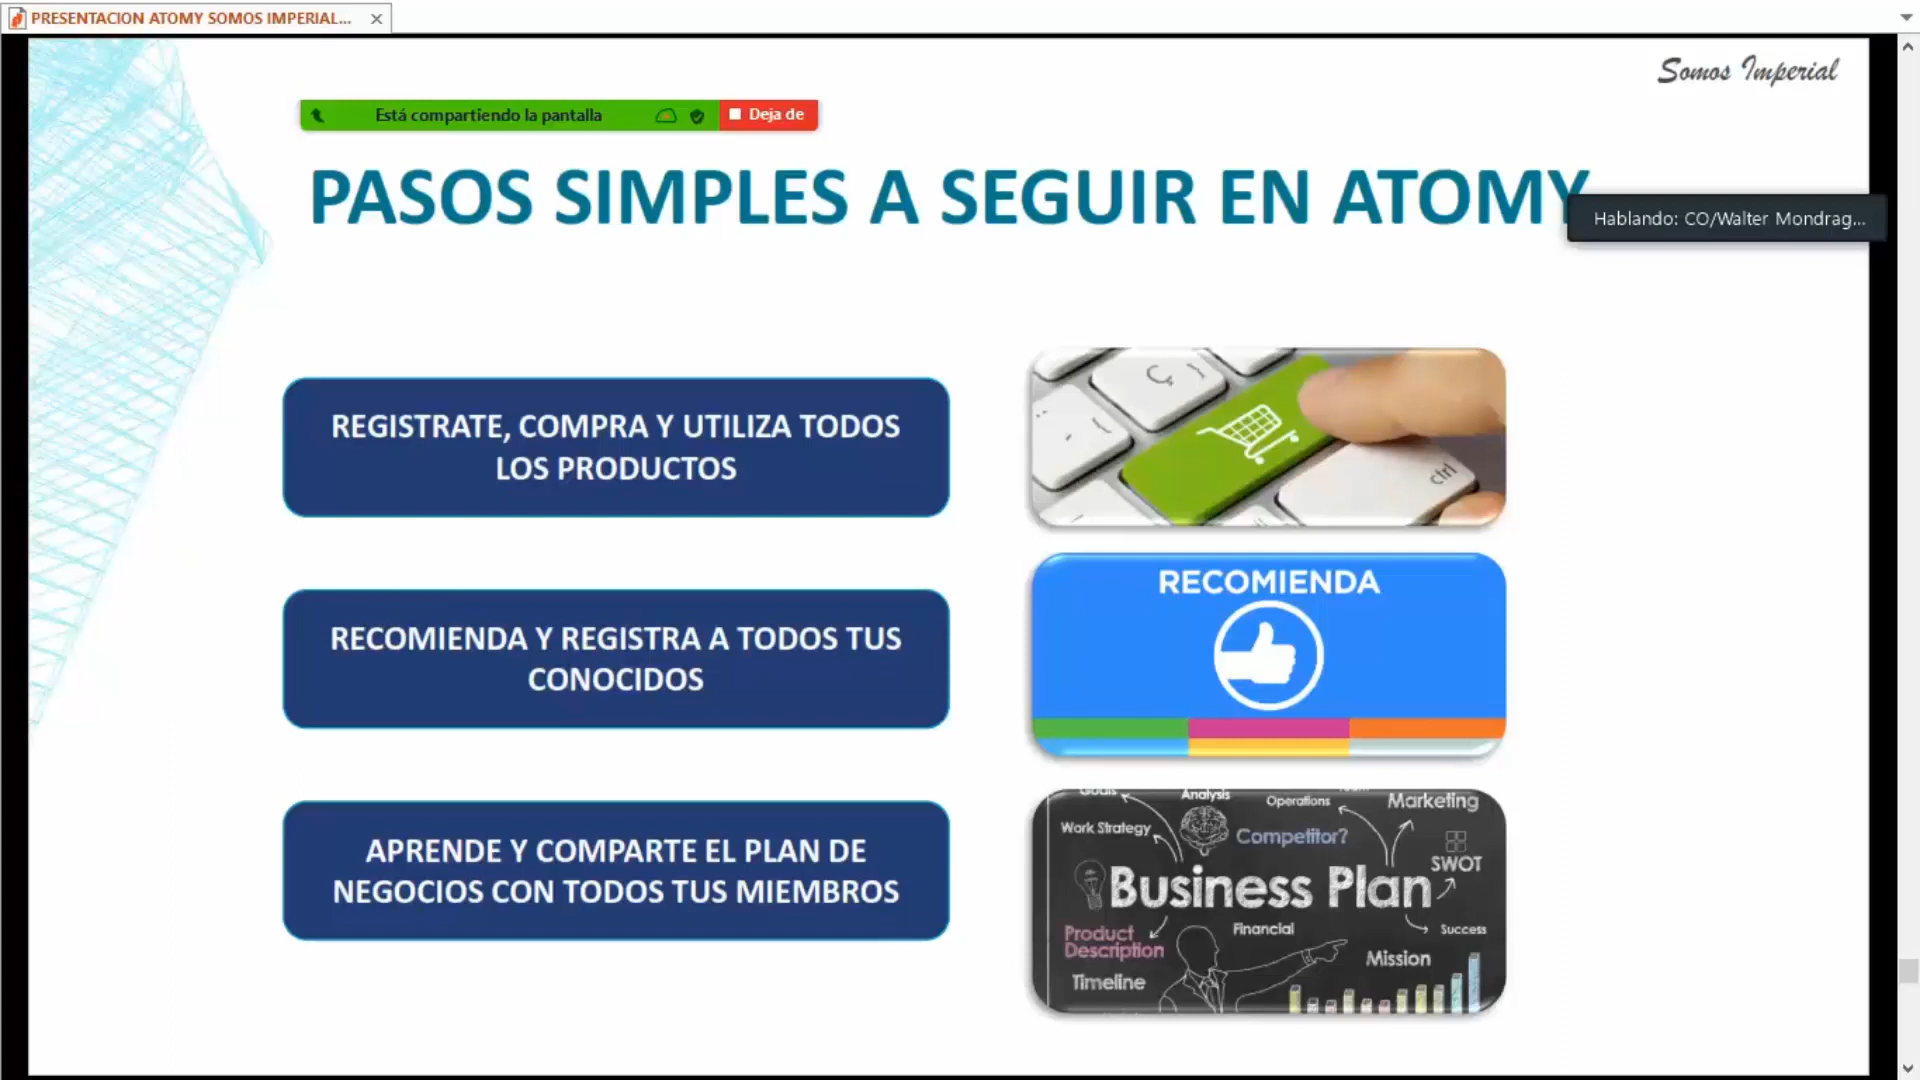 PRESENTACION ATOMY SOMOS IMPERIAL...
Somos Imperial
Está compartiendo la pantalla
Deja de
PASOS SIMPLES A SEGUIR EN ATOMY
Hablando: CO/Walter Mondrag...
REGISTRATE, COMPRA Y UTILIZA TODOS
LOS PRODUCTOS
Ç
ctrl
RECOMIENDA Y REGISTRA A TODOS TUS
CONOCIDOS
RECOMIENDA
APRENDE Y COMPARTE EL PLAN DE
NEGOCIOS CON TODOS TUS MIEMBROS
Goals
Analysis
Operations
Marketing
Work Strategy
Competitor?
SWOT
Business Plan
Product
Description
Financial
Success
Mission
Timeline